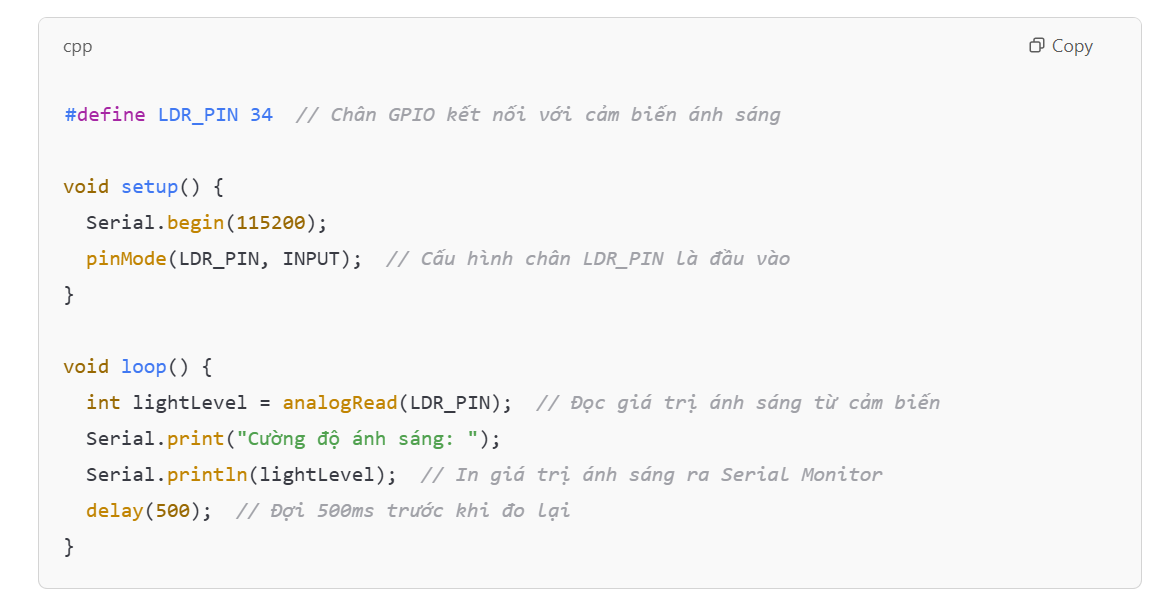 cpp
Copy
#define LDR_PIN 34  // Chân GPIO kết nối với cảm biến ánh sáng
void setup() {
  Serial.begin(115200);
  pinMode(LDR_PIN, INPUT);  // Cấu hình chân LDR_PIN là đầu vào
}
void loop() {
  int lightLevel = analogRead(LDR_PIN);  // Đọc giá trị ánh sáng từ cảm biến
  Serial.print("Cường độ ánh sáng: ");
  Serial.println(lightLevel);  // In giá trị ánh sáng ra Serial Monitor
  delay(500);  // Đợi 500ms trước khi đo lại
}